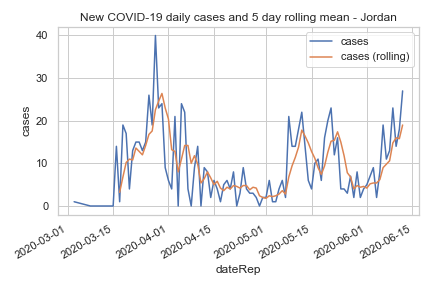 New COVID-19 daily cases and 5 day rolling mean - Jordan
cases
cases (rolling)
40
30
20
10
0
cases
2020-03-01
2020-03-15
2020-04-01
2020-04-15
2020-05-01
2020-05-15
2020-06-01
2020-06-15
dateRep